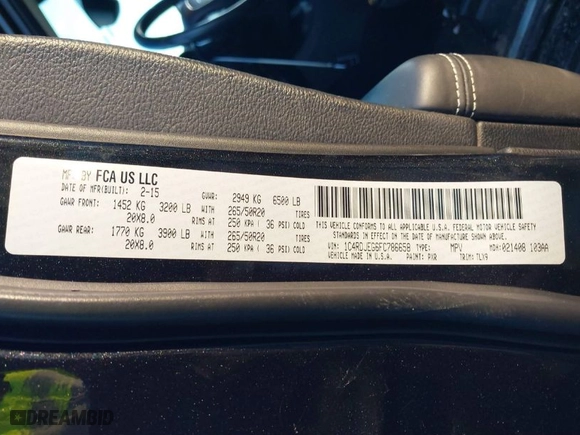 MFD BY FCA US LLC
DATE OF MFR(BUILT): 2-15 GVWR: 2949 KG 6500 LB
GAWR FRONT: 1452 KG 3200 LB WITH 265/50R20 TIRES
20X8.0 RIMS AT 250 KPA ( 36 PSI) COLD
GAWR REAR: 1770 KG 3900 LB WITH 265/50R20 TIRES
20X8.0 RIMS AT 250 KPA ( 36 PSI) COLD
THIS VEHICLE CONFORMS TO ALL APPLICABLE U.S.A. FEDERAL MOTOR VEHICLE SAFETY
STANDARDS IN EFFECT ON THE DATE OF MANUFACTURE SHOWN ABOVE.
VIN: 1C4RDJEG6FC786658 TYPE: MPV MDH:021408 103AA
VEHICLE MADE IN U.S.A. PAINT: PXR TRIM: TLX9
DREAMBID